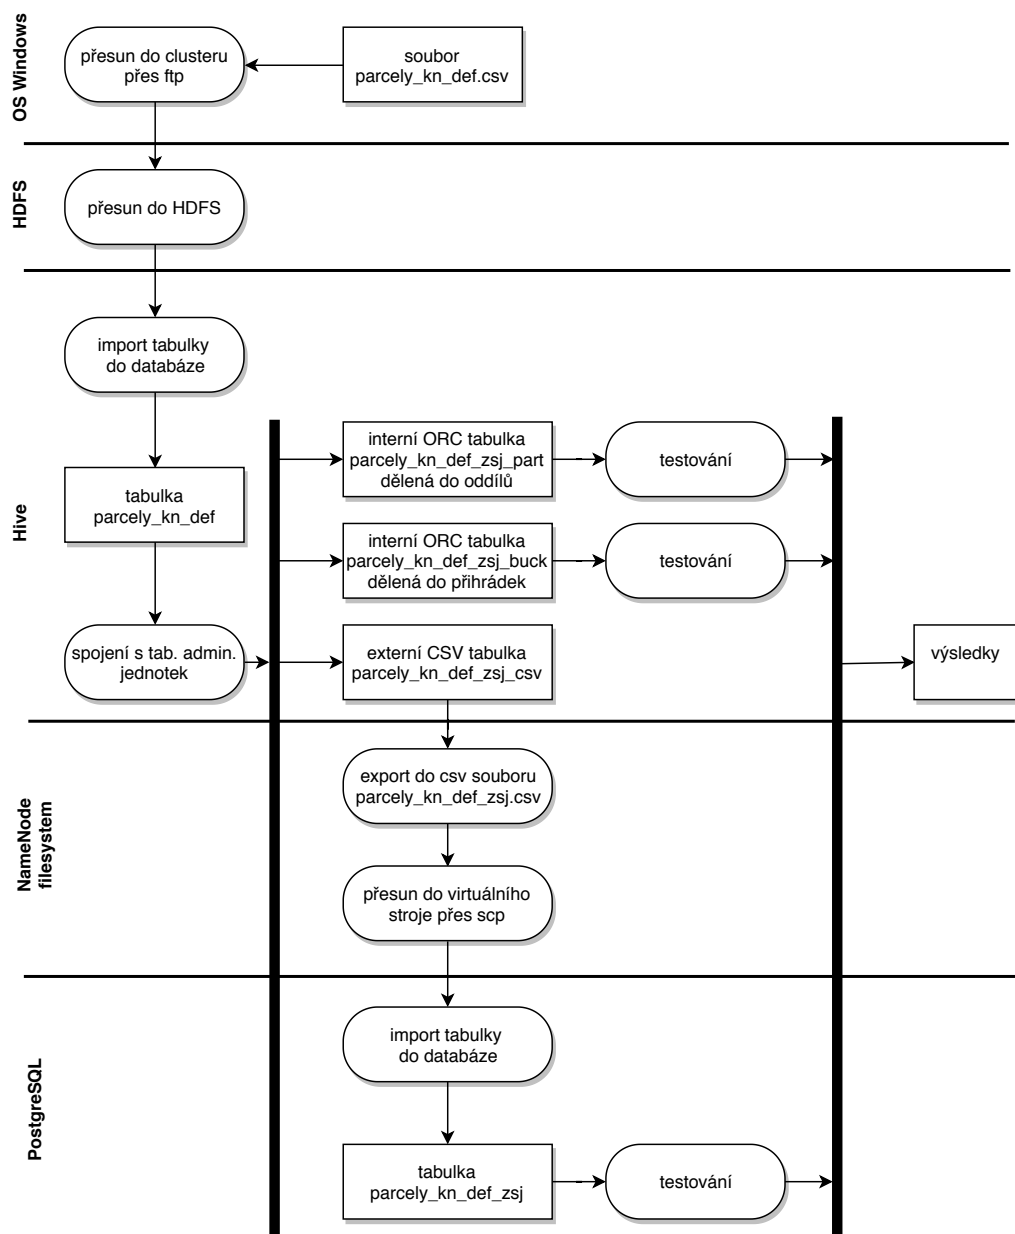 OS Windows
přesun do clusteru
přes ftp
soubor
parcely_kn_def.csv
HDFS
přesun do HDFS
Hive
import tabulky
do databáze
tabulka
parcely_kn_def
spojení s tab. admin.
jednotek
interní ORC tabulka
parcely_kn_def_zsj_part
dělená do oddílů
testování
interní ORC tabulka
parcely_kn_def_zsj_buck
dělená do přihrádek
testování
externí CSV tabulka
parcely_kn_def_zsj_csv
výsledky
NameNode
filesystem
export do csv souboru
parcely_kn_def_zsj.csv
přesun do virtuálního
stroje přes scp
PostgreSQL
import tabulky
do databáze
tabulka
parcely_kn_def_zsj
testování